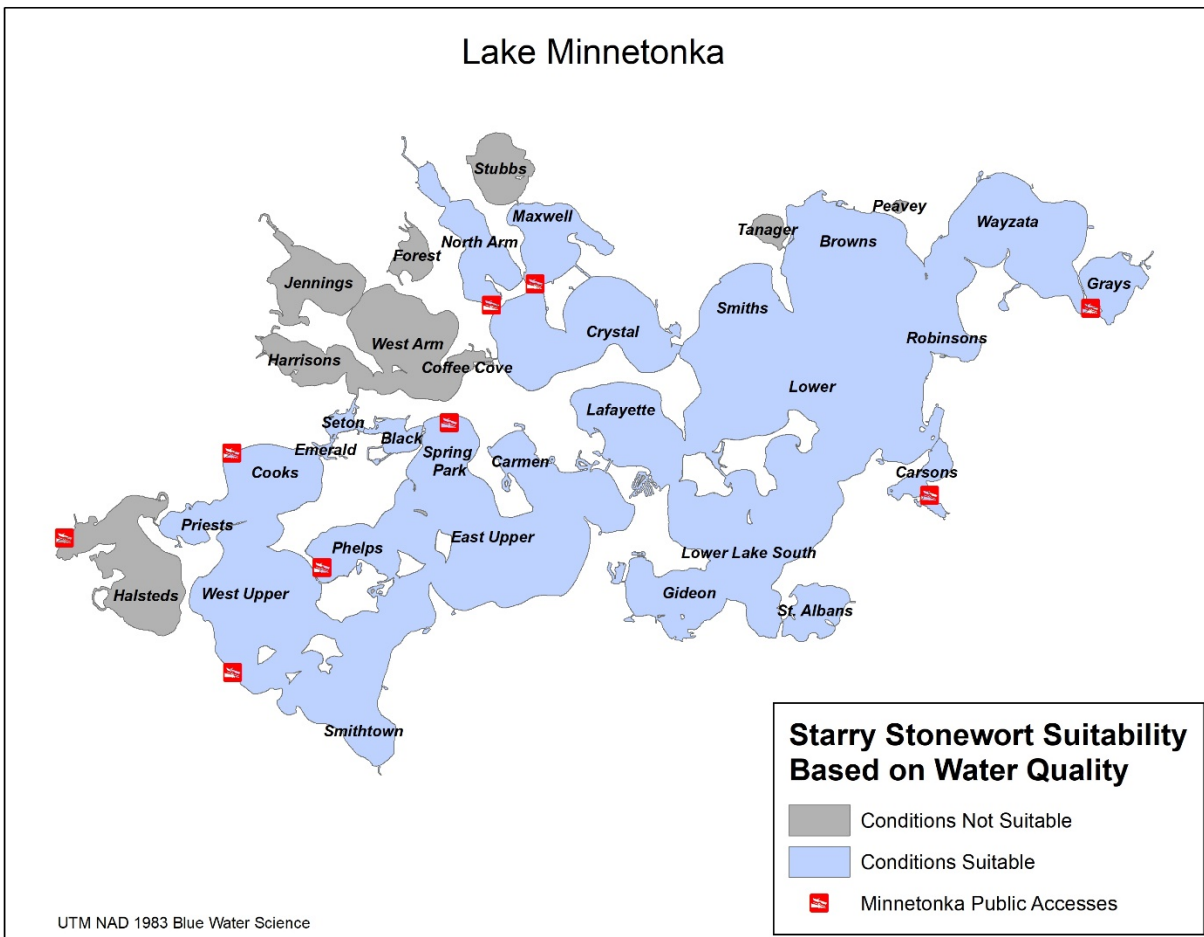 Lake Minnetonka
Stubbs
Maxwell
North Arm
Forest
Jennings
West Arm
Harrisons
Coffee Cove
Crystal
Tanager
Peavey
Browns
Wayzata
Grays
Smiths
Robinsons
Lower
Lafayette
Seton
Black
Emerald
Spring
Park
Carmen
Cooks
Carsons
Priests
Phelps
East Upper
Lower Lake South
Halsteds
West Upper
Gideon
St. Albans
Smithtown
Starry Stonewort Suitability
Based on Water Quality
Conditions Not Suitable
Conditions Suitable
Minnetonka Public Accesses
UTM NAD 1983 Blue Water Science